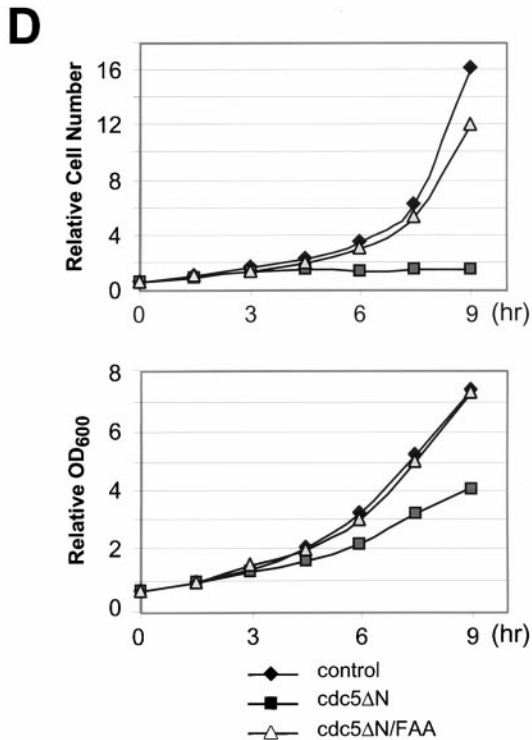 D
Relative Cell Number
16
12
8
4
2
0
0 3 6 9 (hr)
Relative OD600
8
6
4
2
0
0 3 6 9 (hr)
control
cdc5ΔN
cdc5ΔN/FAA